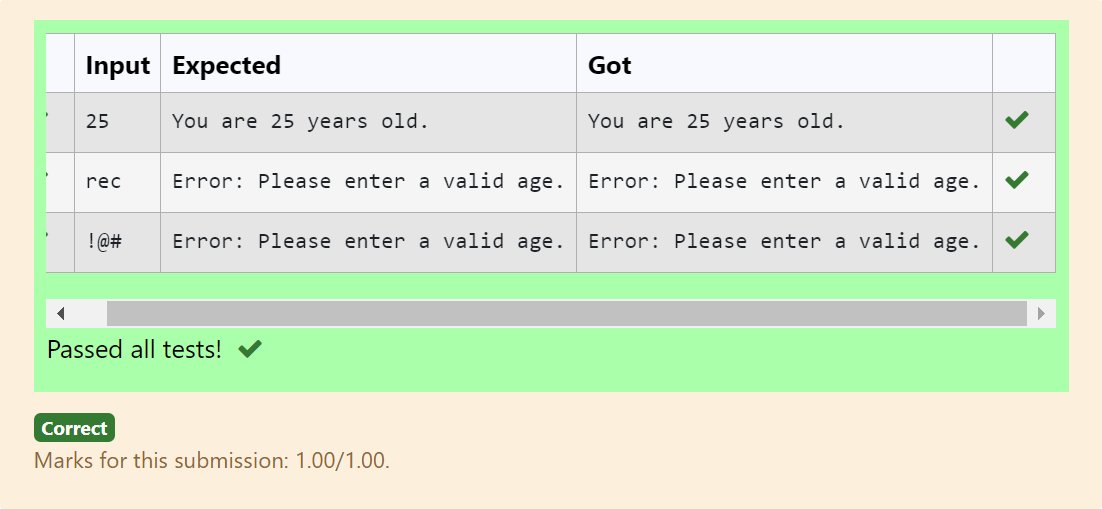 Input Expected Got
25 You are 25 years old. You are 25 years old.
rec Error: Please enter a valid age. Error: Please enter a valid age.
!@# Error: Please enter a valid age. Error: Please enter a valid age.
Passed all tests!
Correct
Marks for this submission: 1.00/1.00.